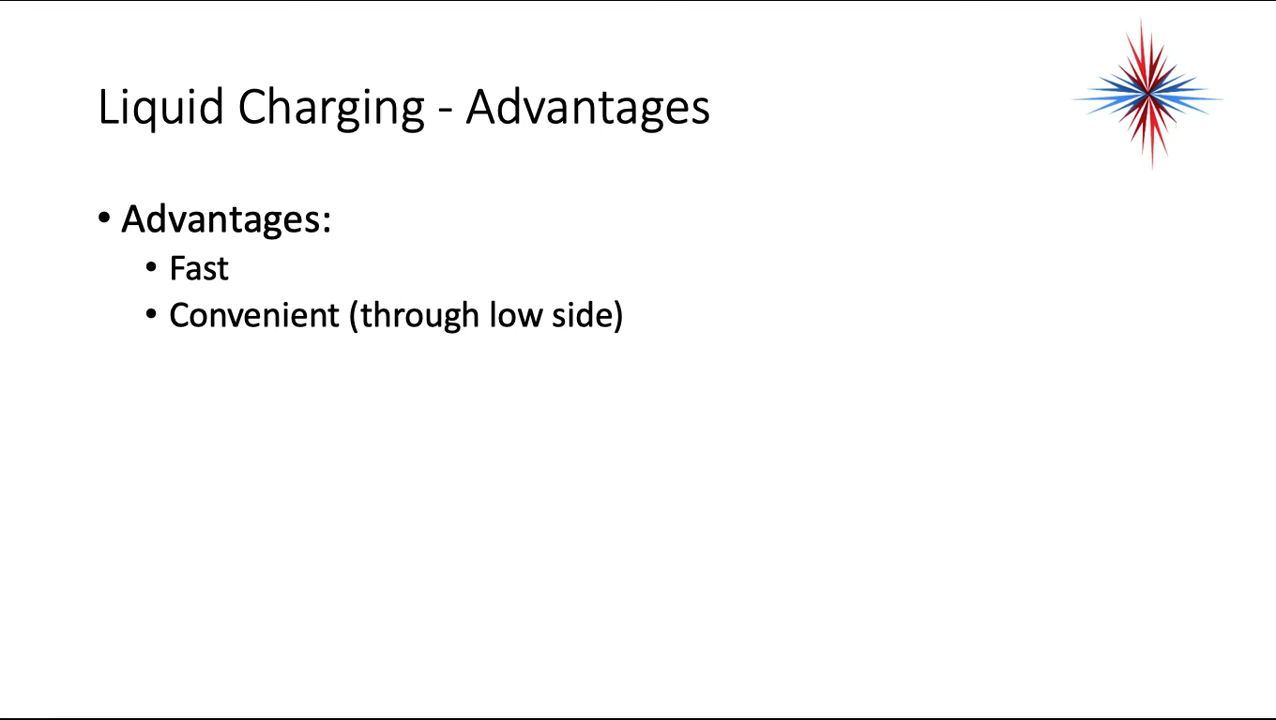 Liquid Charging - Advantages
• Advantages:
• Fast
• Convenient (through low side)